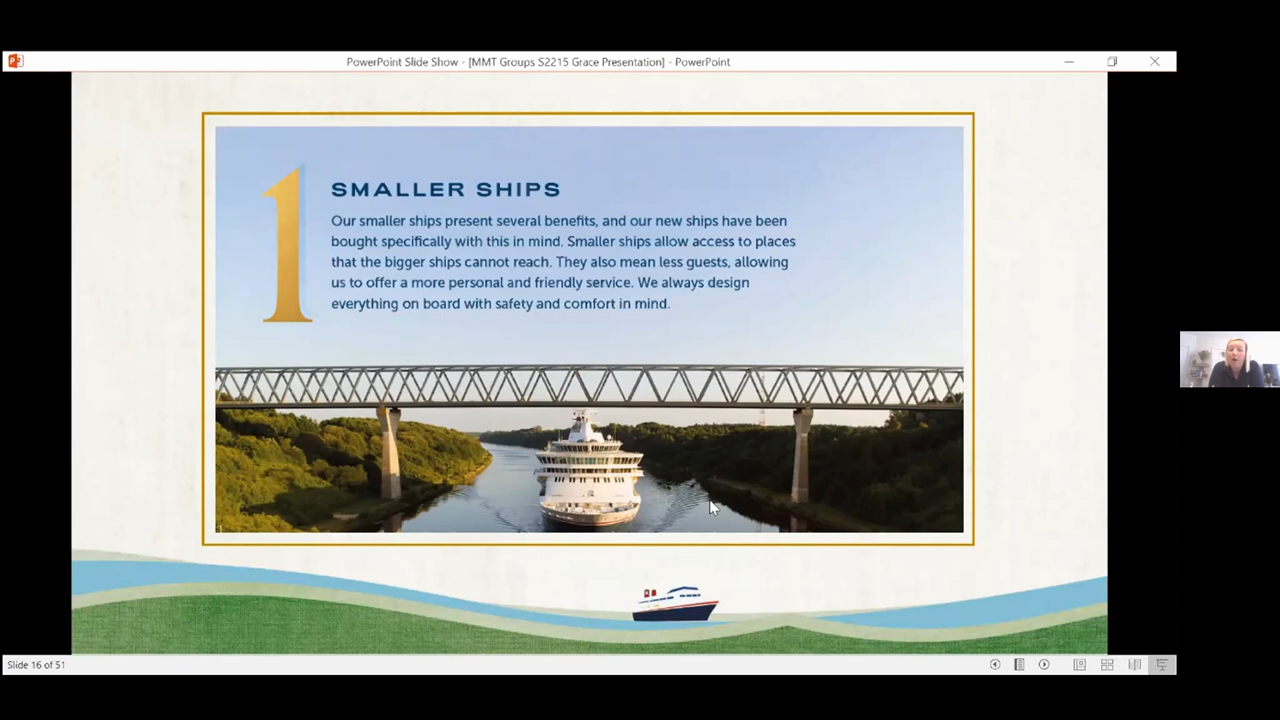 PowerPoint Slide Show - [MMT Groups S2215 Grace Presentation] - PowerPoint
1
SMALLER SHIPS
Our smaller ships present several benefits, and our new ships have been
bought specifically with this in mind. Smaller ships allow access to places
that the bigger ships cannot reach. They also mean less guests, allowing
us to offer a more personal and friendly service. We always design
everything on board with safety and comfort in mind.
Slide 16 of 51